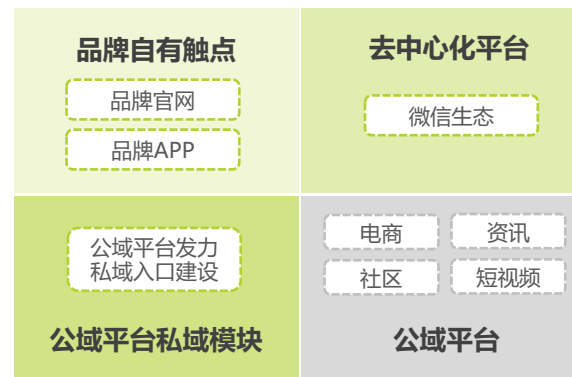 品牌自有触点
品牌官网
品牌APP
去中心化平台
微信生态
公域平台发力
私域入口建设
公域平台私域模块
电商
资讯
社区
短视频
公域平台